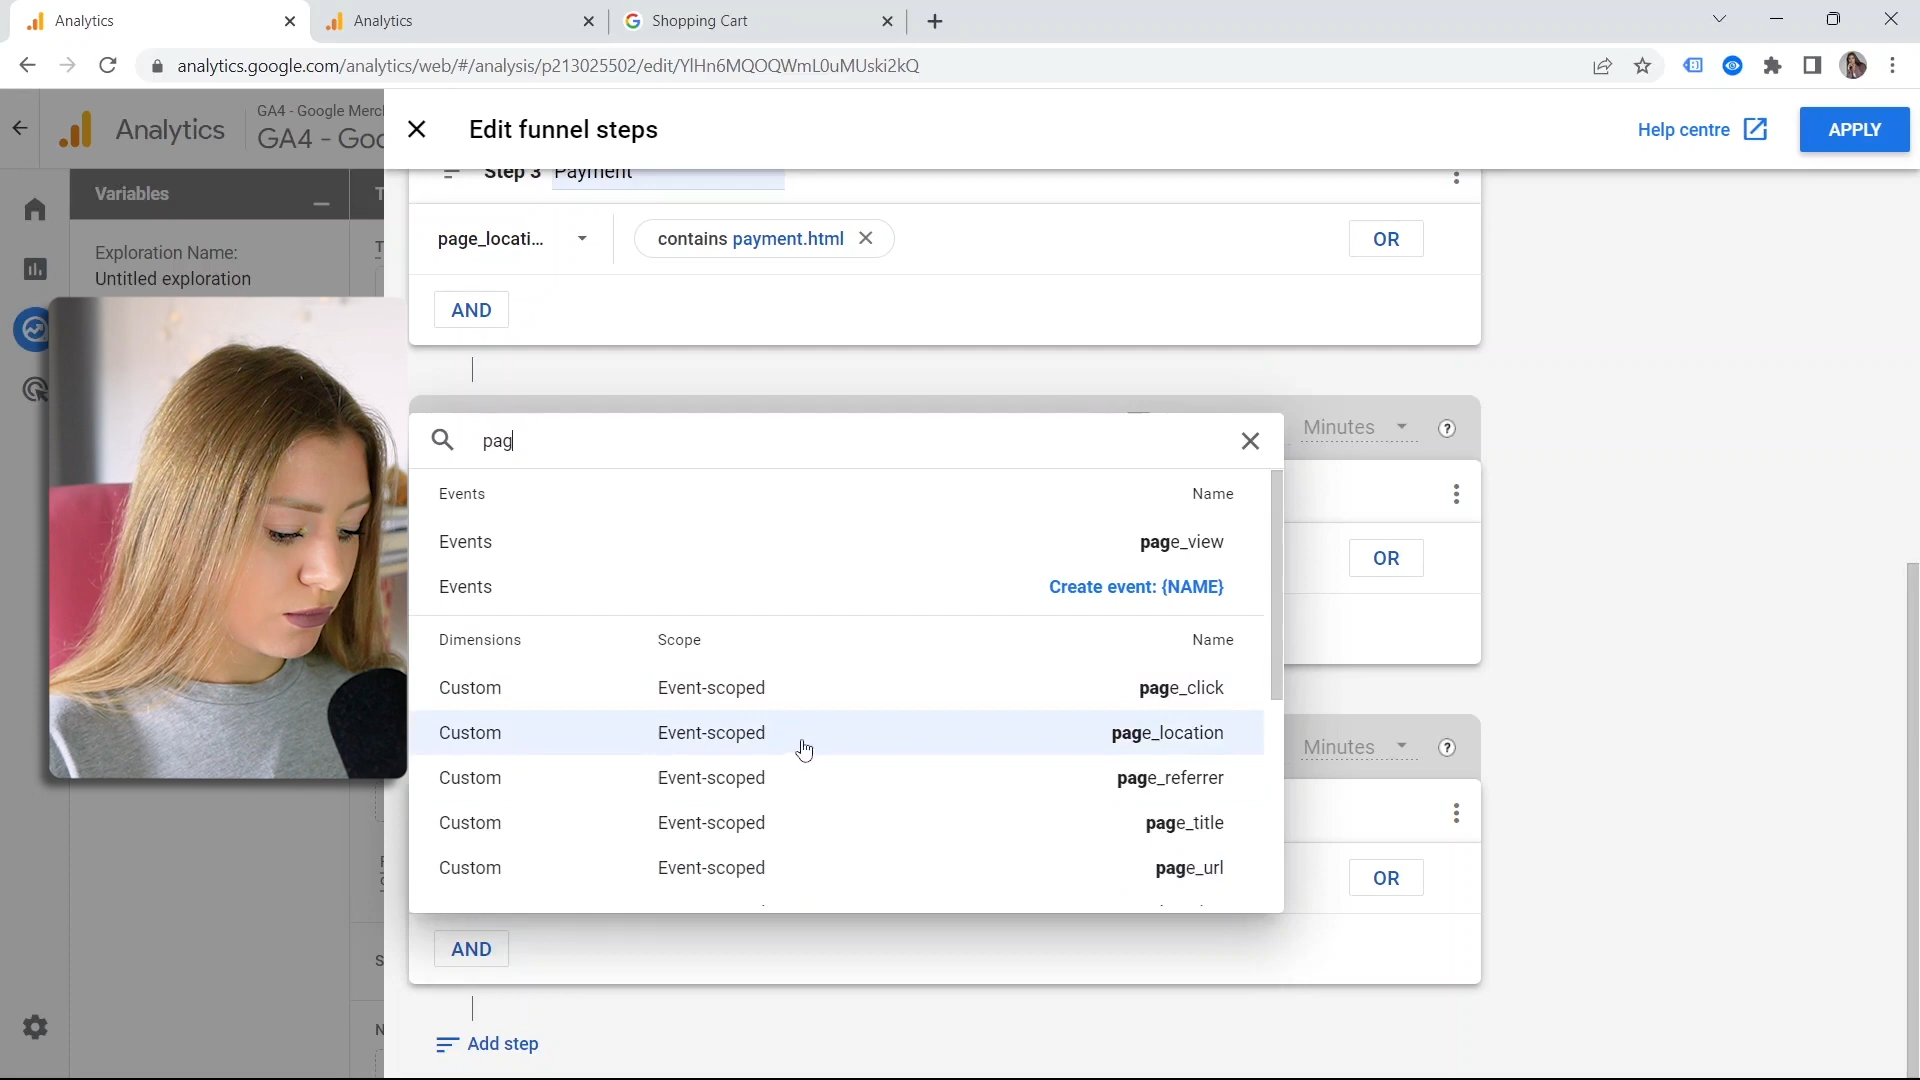 Analytics
Analytics
Shopping Cart
analytics.google.com/analytics/web/#/analysis/p213025502/edit/YlHn6MQOQWmL0uMUski2kQ
Analytics
GA4 - Google Merc
GA4 - Goo
Edit funnel steps
Help centre
APPLY
Variables
T
Exploration Name:
Untitled exploration
T
Step 3 Payment
page_locati...
contains payment.html
OR
AND
Minutes
pag
Events Name
Events page_view
Events Create event: {NAME}
OR
Dimensions Scope Name
Custom Event-scoped page_click
Custom Event-scoped page_location
Minutes
Custom Event-scoped page_referrer
Custom Event-scoped page_title
Custom Event-scoped page_url
OR
AND
S
N
Add step